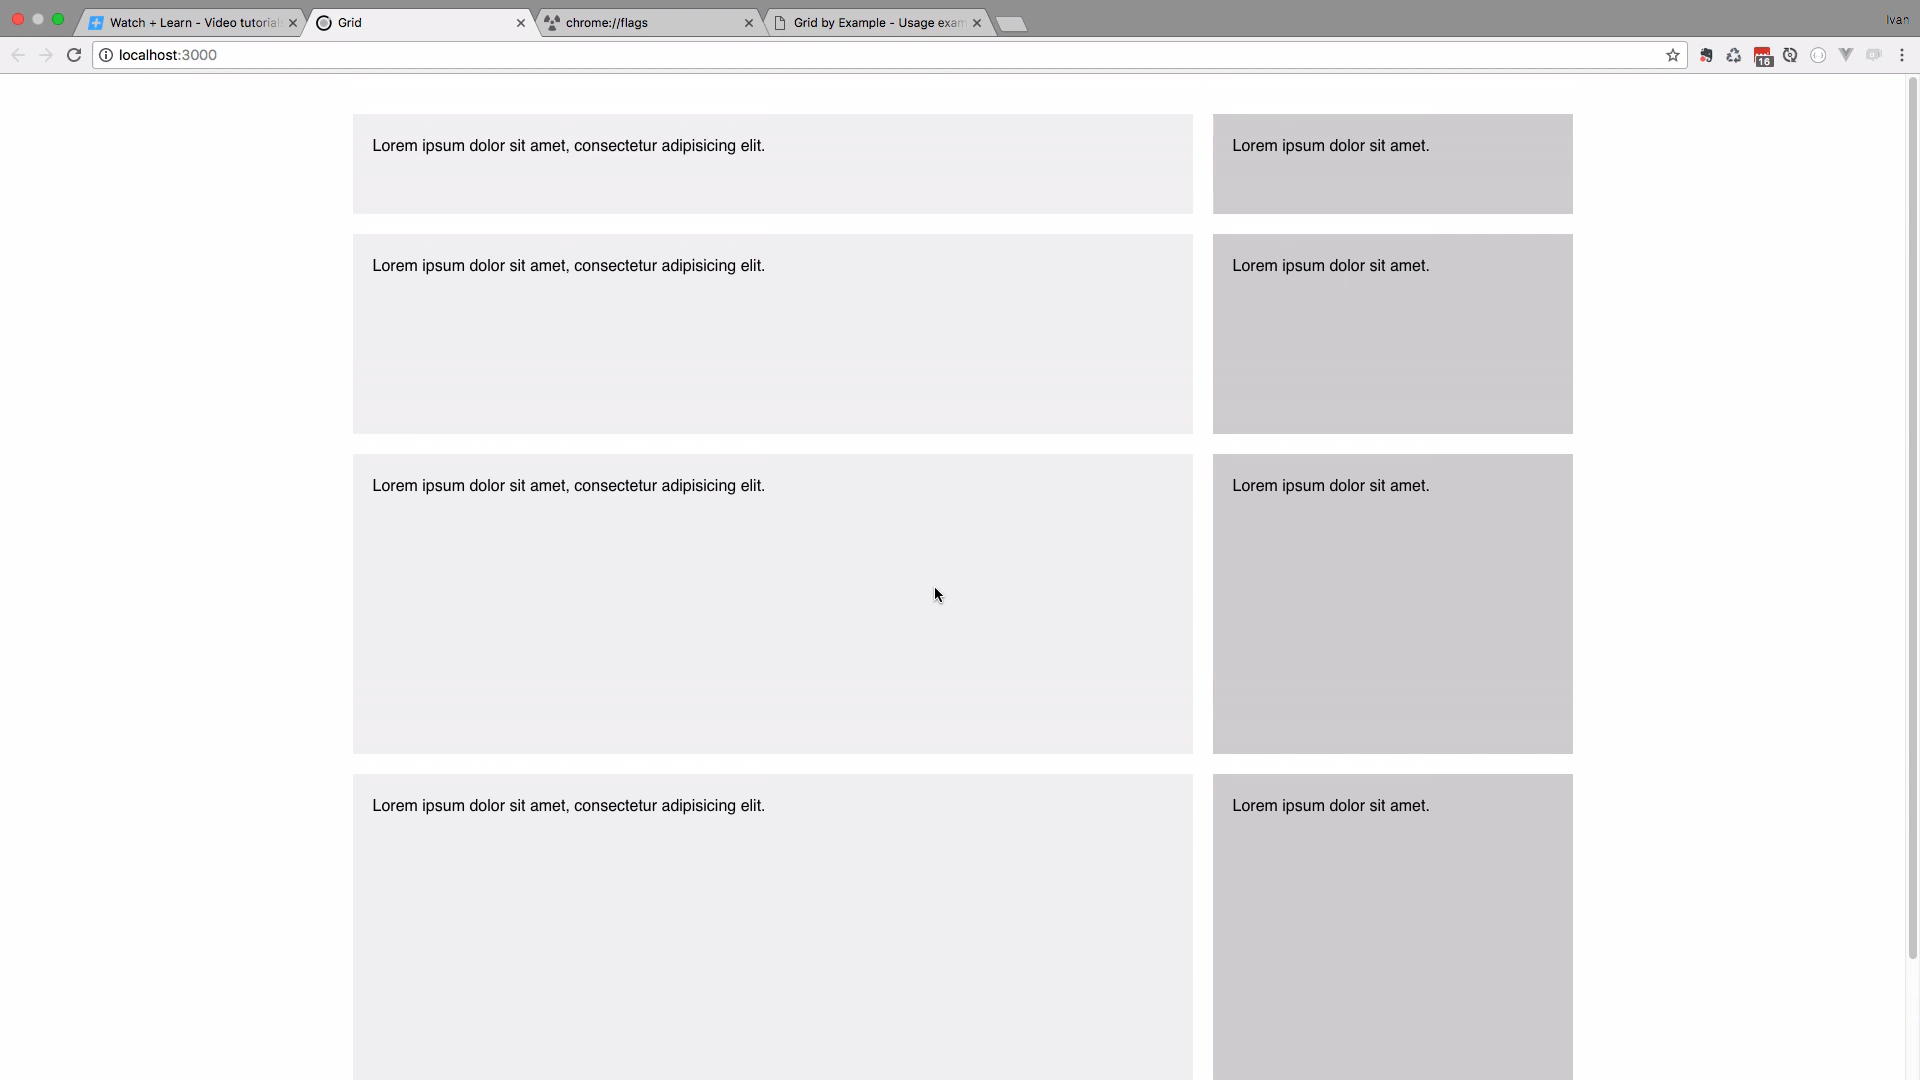 Watch + Learn - Video tutorials
Grid
chrome://flags
Grid by Example - Usage exam
Ivan
localhost:3000
16
Lorem ipsum dolor sit amet, consectetur adipisicing elit.
Lorem ipsum dolor sit amet.
Lorem ipsum dolor sit amet, consectetur adipisicing elit.
Lorem ipsum dolor sit amet.
Lorem ipsum dolor sit amet, consectetur adipisicing elit.
Lorem ipsum dolor sit amet.
Lorem ipsum dolor sit amet, consectetur adipisicing elit.
Lorem ipsum dolor sit amet.